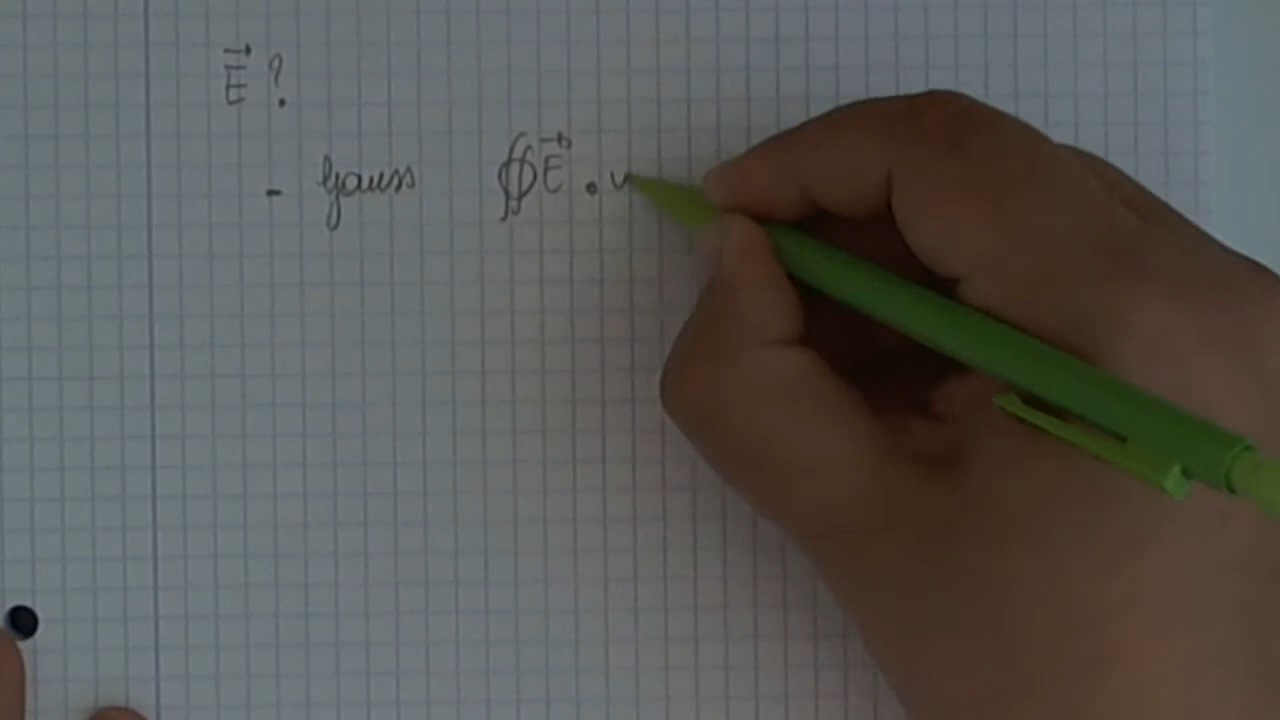 E⃗ ?
- Gauss ∯ E⃗ .